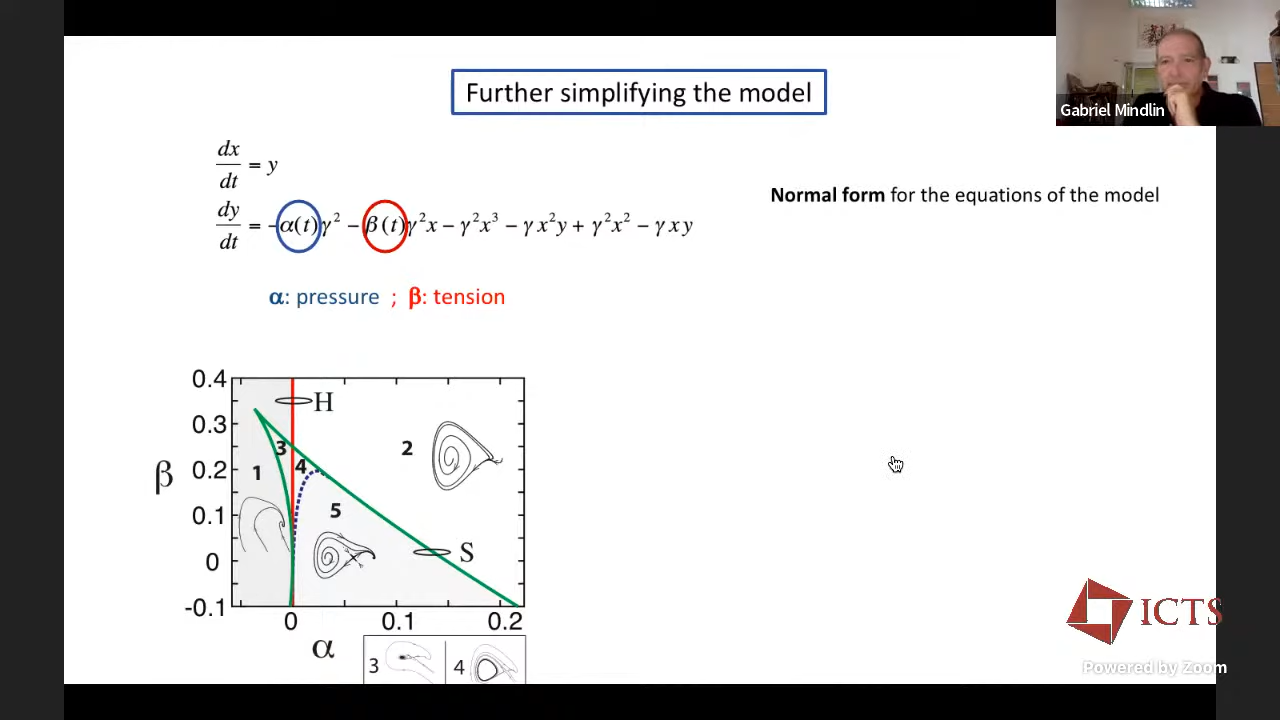 Further simplifying the model
Gabriel Mindlin
dx/dt = y
Normal form for the equations of the model
dy/dt = -α(t)γ² - β(t)γ²x - γ²x³ - γx²y + γ²x² - γxy
α: pressure ; β: tension
0.4
H
0.3
3
2
4
β
0.2
1
5
0.1
S
0
-0.1
0
0.1
0.2
α
3
4
ICTS
Powered by Zoom